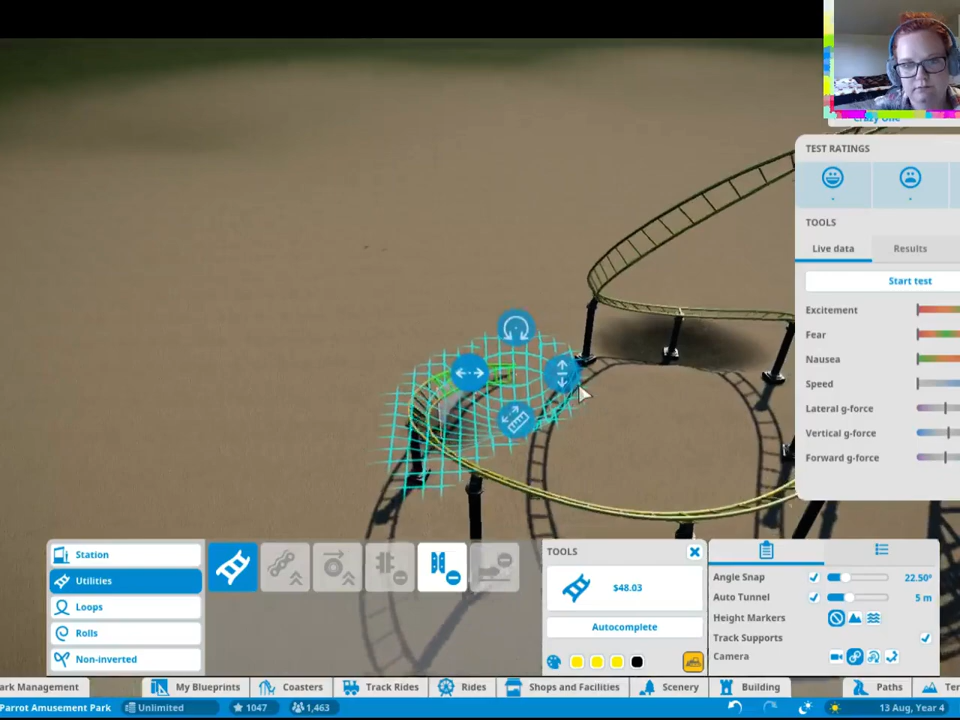 Crazy One
TEST RATINGS
TOOLS
Live data
Results
Start test
Excitement
Fear
Nausea
Speed
Lateral g-force
Vertical g-force
Forward g-force
Station
Utilities
Loops
Rolls
Non-inverted
TOOLS
$48.03
Autocomplete
Angle Snap
22.50°
Auto Tunnel
5 m
Height Markers
Track Supports
Camera
ark Management
My Blueprints
Coasters
Track Rides
Rides
Shops and Facilities
Scenery
Building
Paths
Ter
Parrot Amusement Park
Unlimited
1047
1,463
13 Aug, Year 4